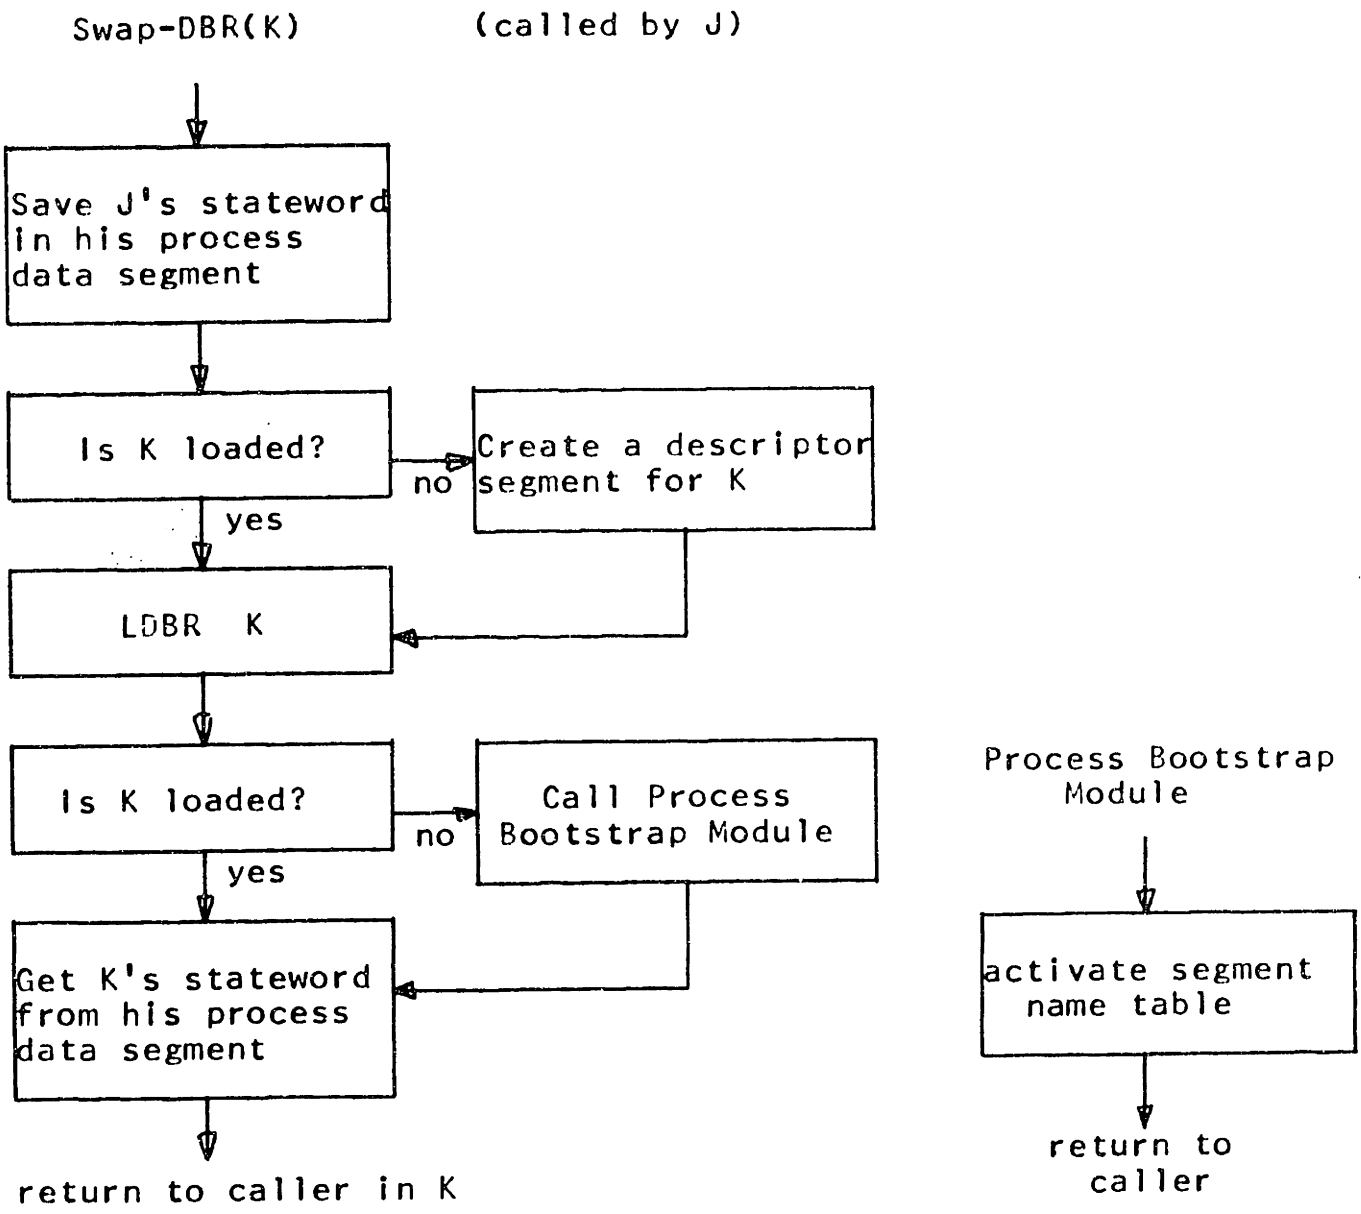 Swap-DBR(K) (called by J)
Save J's stateword
in his process
data segment
Is K loaded?
no
Create a descriptor
segment for K
yes
LDBR K
Is K loaded?
no
Call Process
Bootstrap Module
yes
Get K's stateword
from his process
data segment
return to caller in K
Process Bootstrap
Module
activate segment
name table
return to
caller